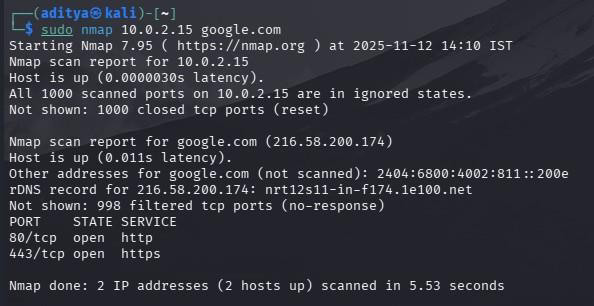 ┌──(aditya㉿kali)-[~]
└─$ sudo nmap 10.0.2.15 google.com
Starting Nmap 7.95 ( https://nmap.org ) at 2025-11-12 14:10 IST
Nmap scan report for 10.0.2.15
Host is up (0.0000030s latency).
All 1000 scanned ports on 10.0.2.15 are in ignored states.
Not shown: 1000 closed tcp ports (reset)

Nmap scan report for google.com (216.58.200.174)
Host is up (0.011s latency).
Other addresses for google.com (not scanned): 2404:6800:4002:811::200e
rDNS record for 216.58.200.174: nrt12s11-in-f174.1e100.net
Not shown: 998 filtered tcp ports (no-response)
PORT    STATE SERVICE
80/tcp  open  http
443/tcp open  https

Nmap done: 2 IP addresses (2 hosts up) scanned in 5.53 seconds